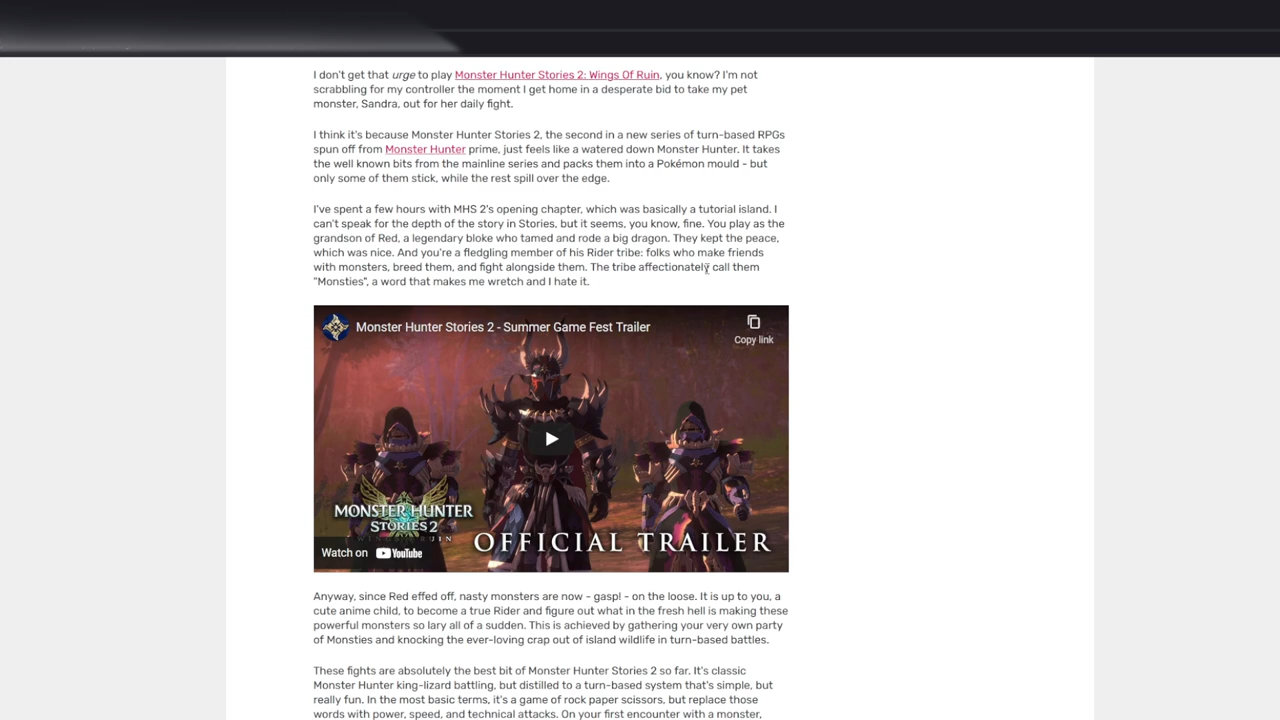 I don't get that urge to play Monster Hunter Stories 2: Wings Of Ruin, you know? I'm not
scrabbling for my controller the moment I get home in a desperate bid to take my pet
monster, Sandra, out for her daily fight.
I think it's because Monster Hunter Stories 2, the second in a new series of turn-based RPGs
spun off from Monster Hunter prime, just feels like a watered down Monster Hunter. It takes
the well known bits from the mainline series and packs them into a Pokémon mould - but
only some of them stick, while the rest spill over the edge.
I've spent a few hours with MHS 2's opening chapter, which was basically a tutorial island. I
can't speak for the depth of the story in Stories, but it seems, you know, fine. You play as the
grandson of Red, a legendary bloke who tamed and rode a big dragon. They kept the peace,
which was nice. And you're a fledgling member of his Rider tribe: folks who make friends
with monsters, breed them, and fight alongside them. The tribe affectionately call them
"Monsties", a word that makes me wretch and I hate it.
Monster Hunter Stories 2 - Summer Game Fest Trailer
Copy link
MONSTER HUNTER
STORIES 2
OFFICIAL TRAILER
Watch on YouTube
Anyway, since Red effed off, nasty monsters are now - gasp! - on the loose. It is up to you, a
cute anime child, to become a true Rider and figure out what in the fresh hell is making these
powerful monsters so lary all of a sudden. This is achieved by gathering your very own party
of Monsties and knocking the ever-loving crap out of island wildlife in turn-based battles.
These fights are absolutely the best bit of Monster Hunter Stories 2 so far. It's classic
Monster Hunter king-lizard battling, but distilled to a turn-based system that's simple, but
really fun. In the most basic terms, it's a game of rock paper scissors, but replace those
words with power, speed, and technical attacks. On your first encounter with a monster,